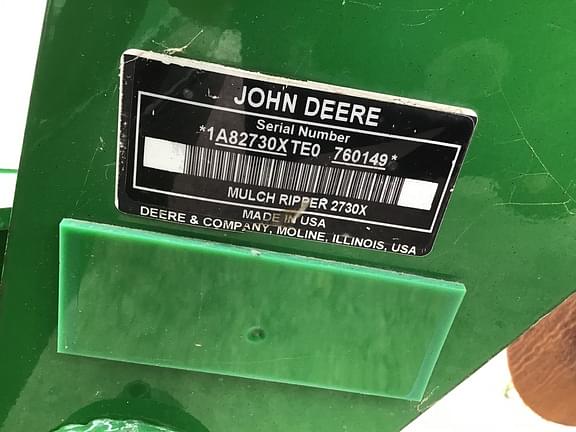 JOHN DEERE
Serial Number
*1A82730XTE0 760149*
MULCH RIPPER 2730X
MADE IN USA
DEERE & COMPANY, MOLINE, ILLINOIS, USA